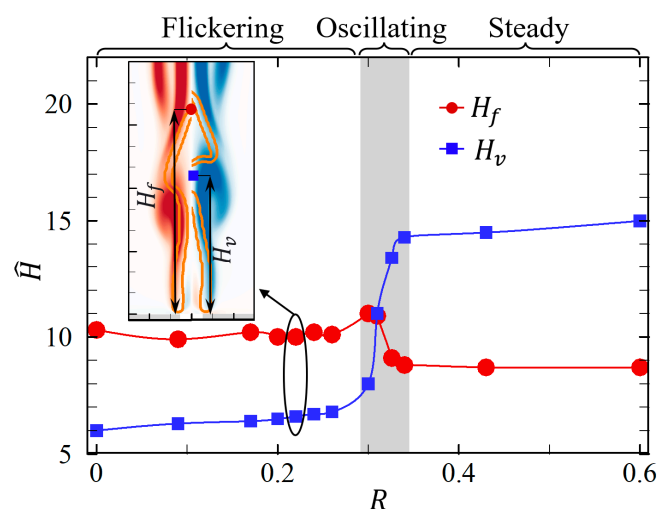 Flickering Oscillating Steady
20
15
10
5
Ĥ
H_f
H_v
H_f
H_v
0 0.2 0.4 0.6
R